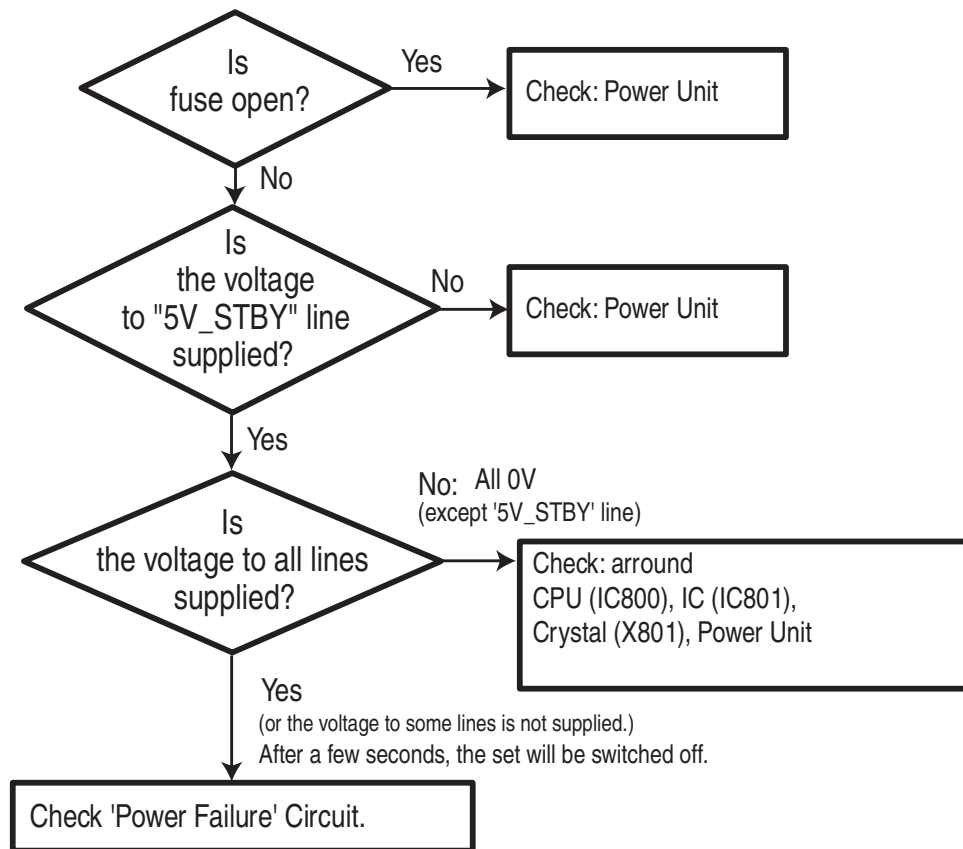 Is
fuse open?
Yes
Check: Power Unit
No
Is
the voltage
to "5V_STBY" line
supplied?
No
Check: Power Unit
Yes
No: All 0V
(except '5V_STBY' line)
Is
the voltage to all lines
supplied?
Check: arround
CPU (IC800), IC (IC801),
Crystal (X801), Power Unit
Yes
(or the voltage to some lines is not supplied.)
After a few seconds, the set will be switched off.
Check 'Power Failure' Circuit.